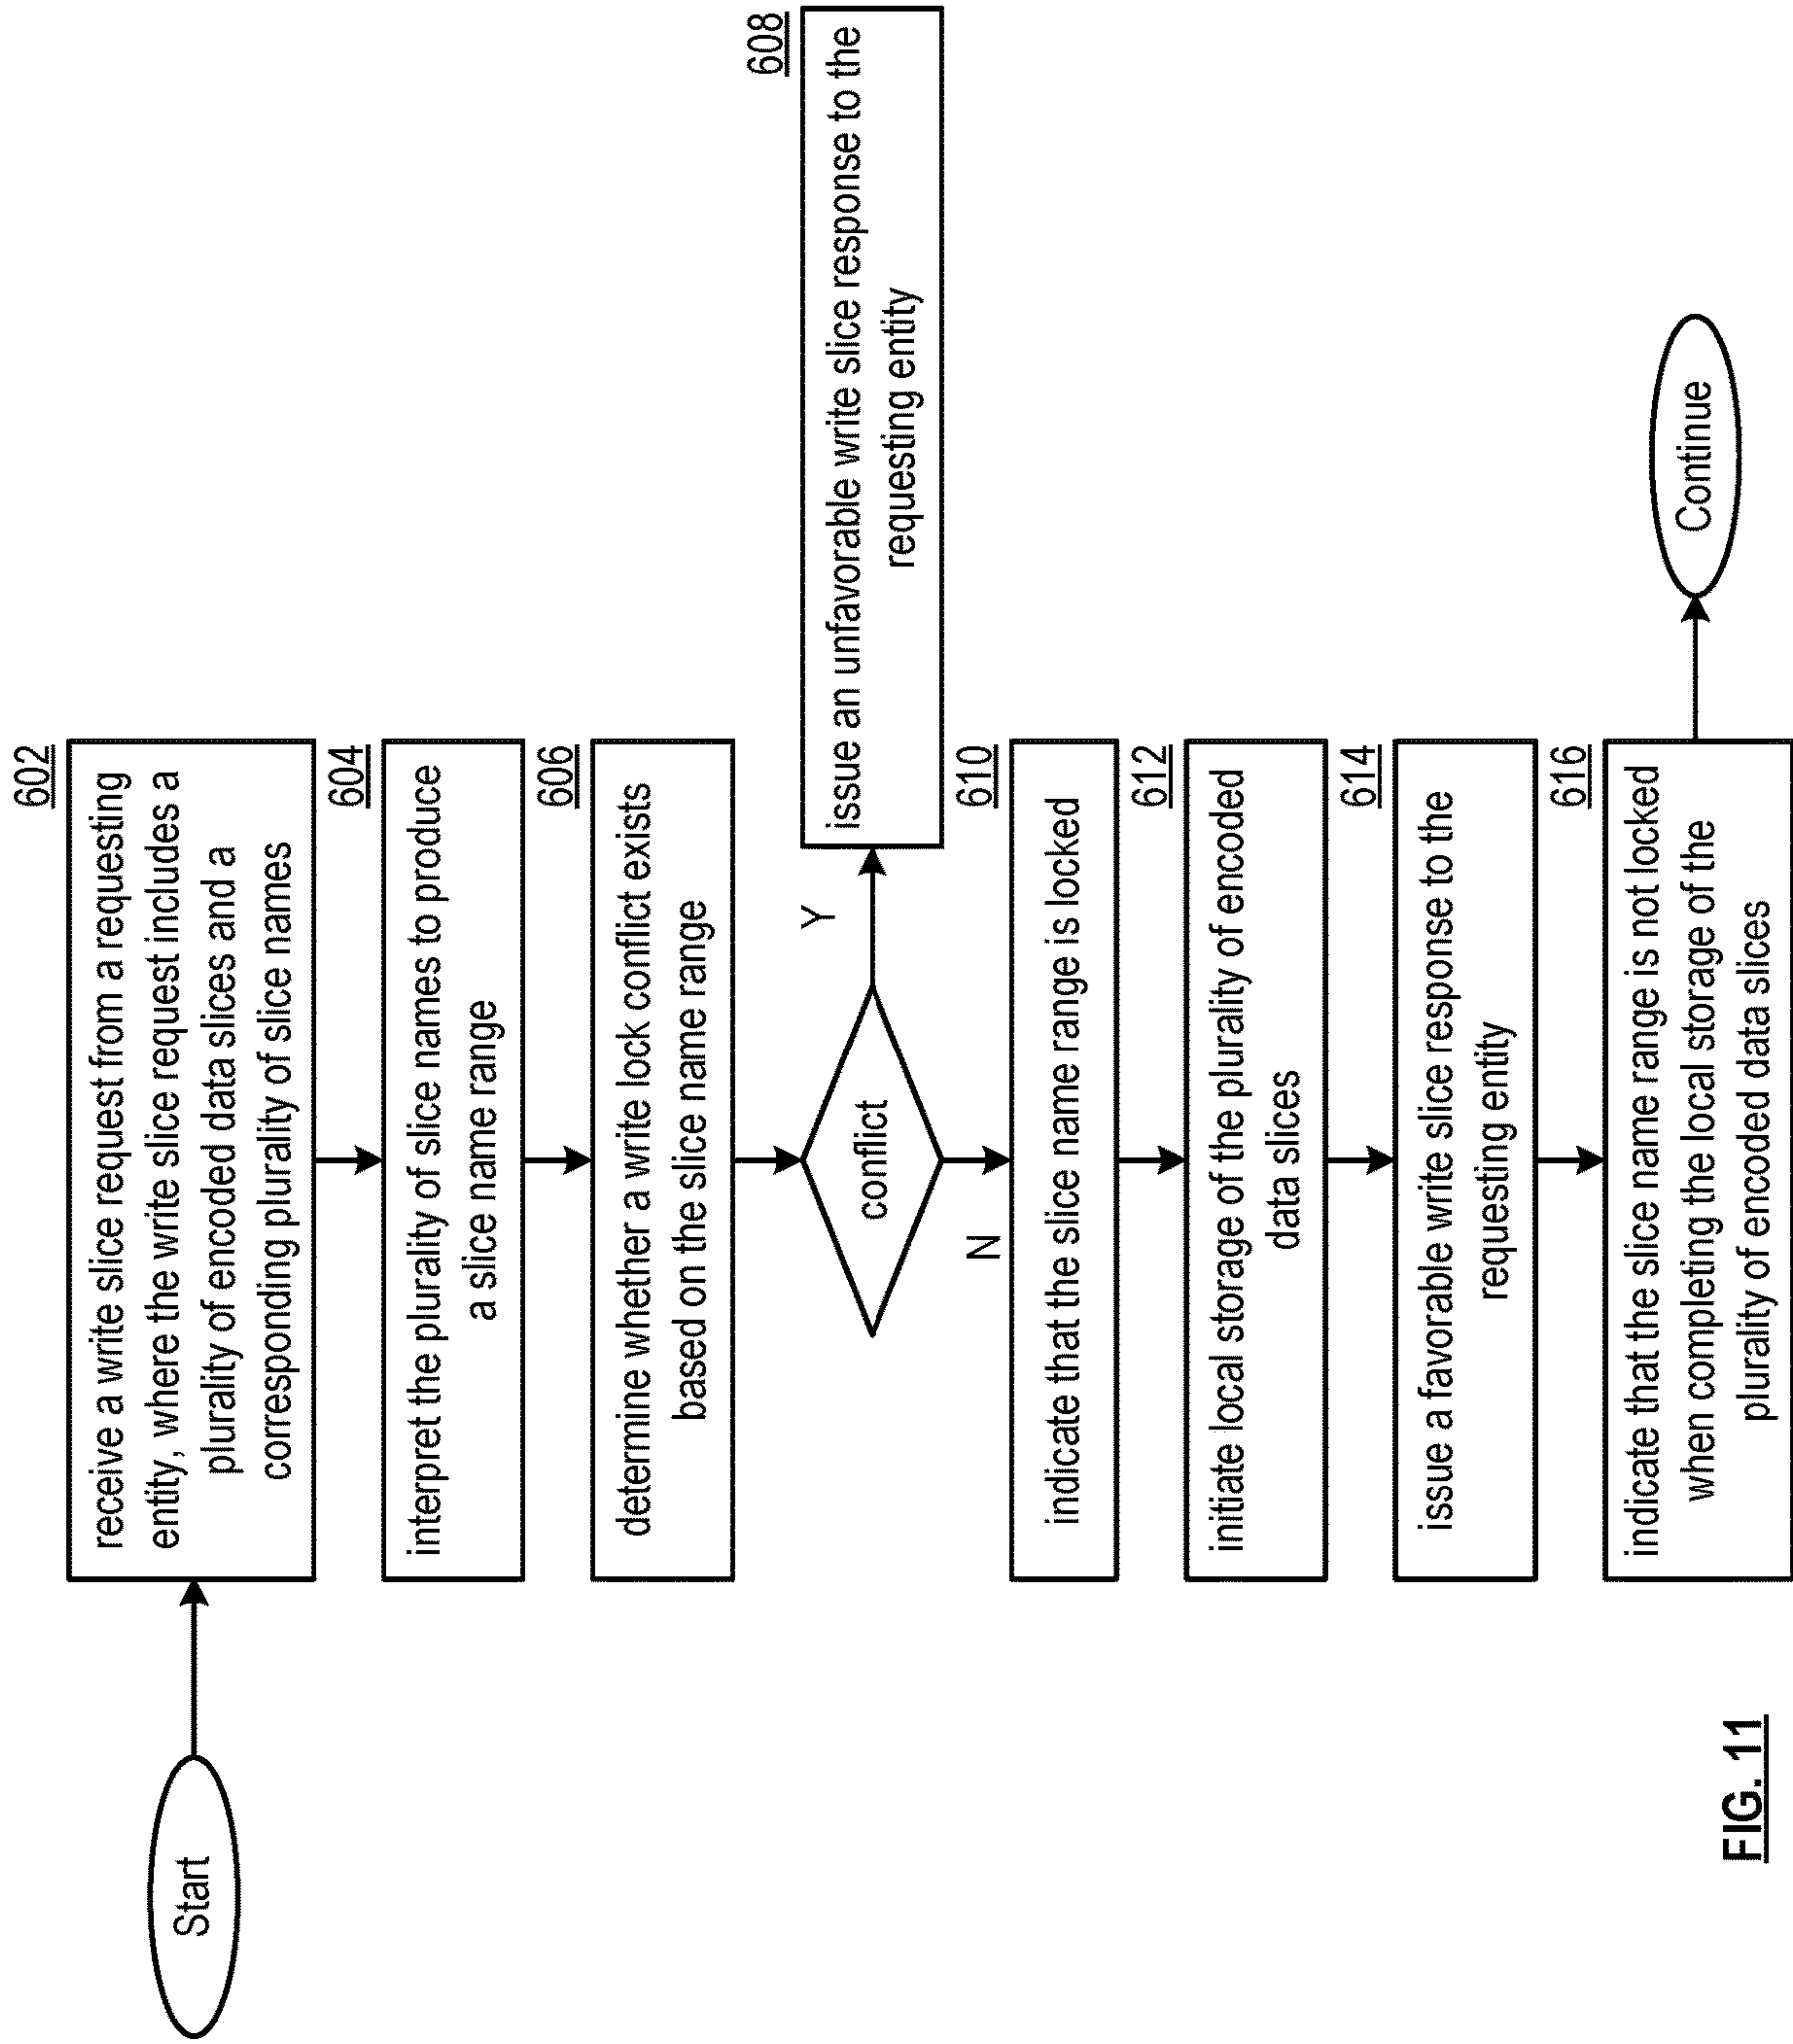 Start
602
receive a write slice request from a requesting
entity, where the write slice request includes a
plurality of encoded data slices and a
corresponding plurality of slice names
604
interpret the plurality of slice names to produce
a slice name range
606
determine whether a write lock conflict exists
based on the slice name range
conflict
Y
608
issue an unfavorable write slice response to the
requesting entity
N
610
indicate that the slice name range is locked
612
initiate local storage of the plurality of encoded
data slices
614
issue a favorable write slice response to the
requesting entity
616
indicate that the slice name range is not locked
when completing the local storage of the
plurality of encoded data slices
Continue
FIG. 11